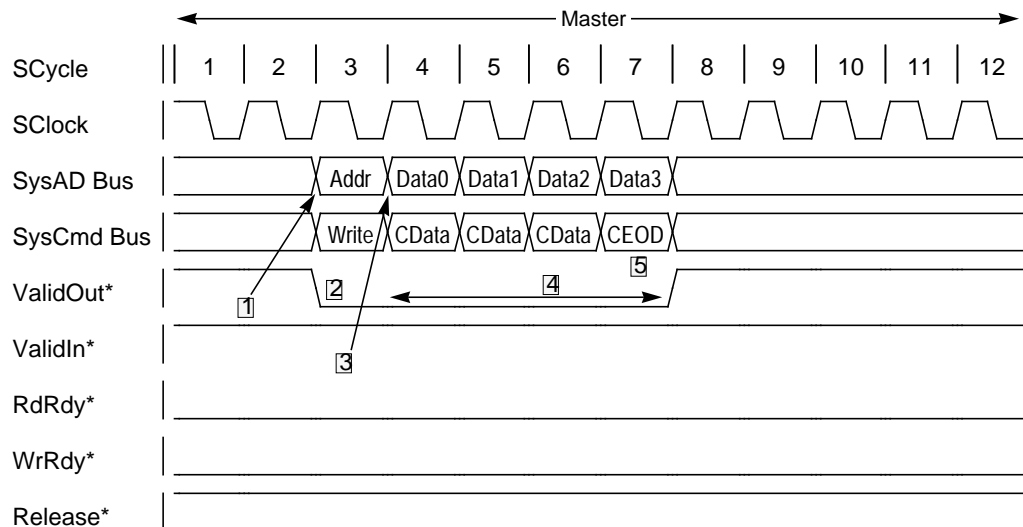 Master
SCycle 1 2 3 4 5 6 7 8 9 10 11 12
SClock
SysAD Bus Addr Data0 Data1 Data2 Data3
SysCmd Bus Write CData CData CData CEOD
5
ValidOut* 1 2 4
ValidIn* 3
RdRdy*
WrRdy*
Release*